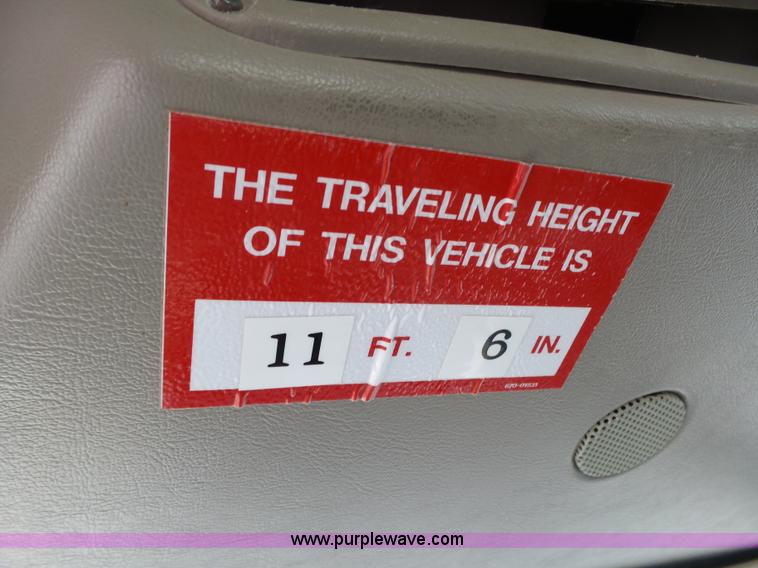 THE TRAVELING HEIGHT
OF THIS VEHICLE IS
11 FT. 6 IN.
www.purplewave.com